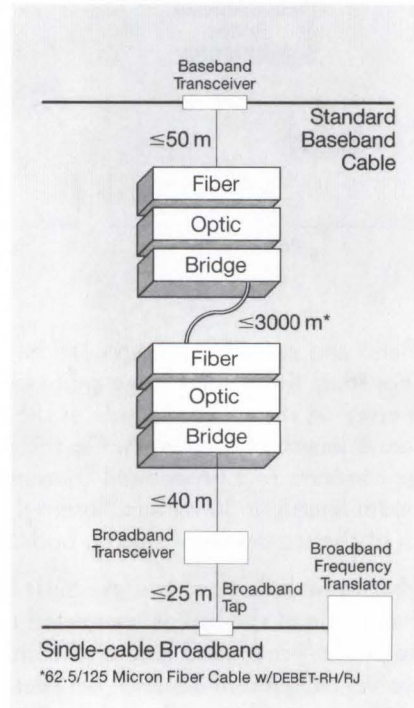 Baseband
Transceiver
Standard
Baseband
Cable
≤50 m
Fiber
Optic
Bridge
≤3000 m*
Fiber
Optic
Bridge
≤40 m
Broadband
Transceiver
Broadband
Frequency
Translator
≤25 m
Broadband
Tap
Single-cable Broadband
*62.5/125 Micron Fiber Cable w/DEBET-RH/RJ